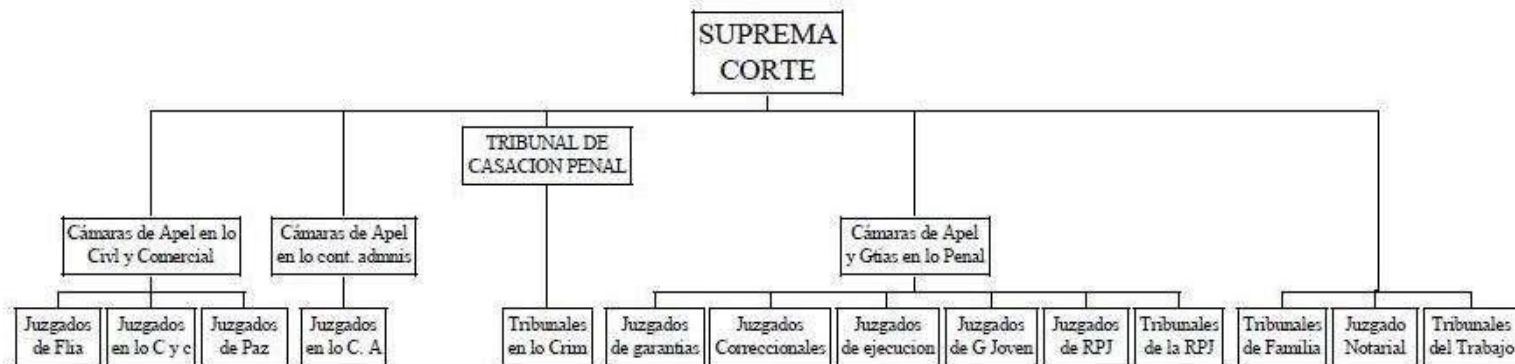 SUPREMA
CORTE
TRIBUNAL DE
CASACION PENAL
Cámaras de Apel en lo
Civl y Comercial
Cámaras de Apel
en lo cont. admnis
Cámaras de Apel
y Gtias en lo Penal
Juzgados
de Flia
Juzgados
en lo C y c
Juzgados
de Paz
Juzgados
en lo C. A
Tribunales
en lo Crim
Juzgados
de garantias
Juzgados
Correccionales
Juzgados
de ejecucion
Juzgados
de G Joven
Juzgados
de RPJ
Tribunales
de la RPJ
Tribunales
de Familia
Juzgado
Notarial
Tribunales
del Trabajo